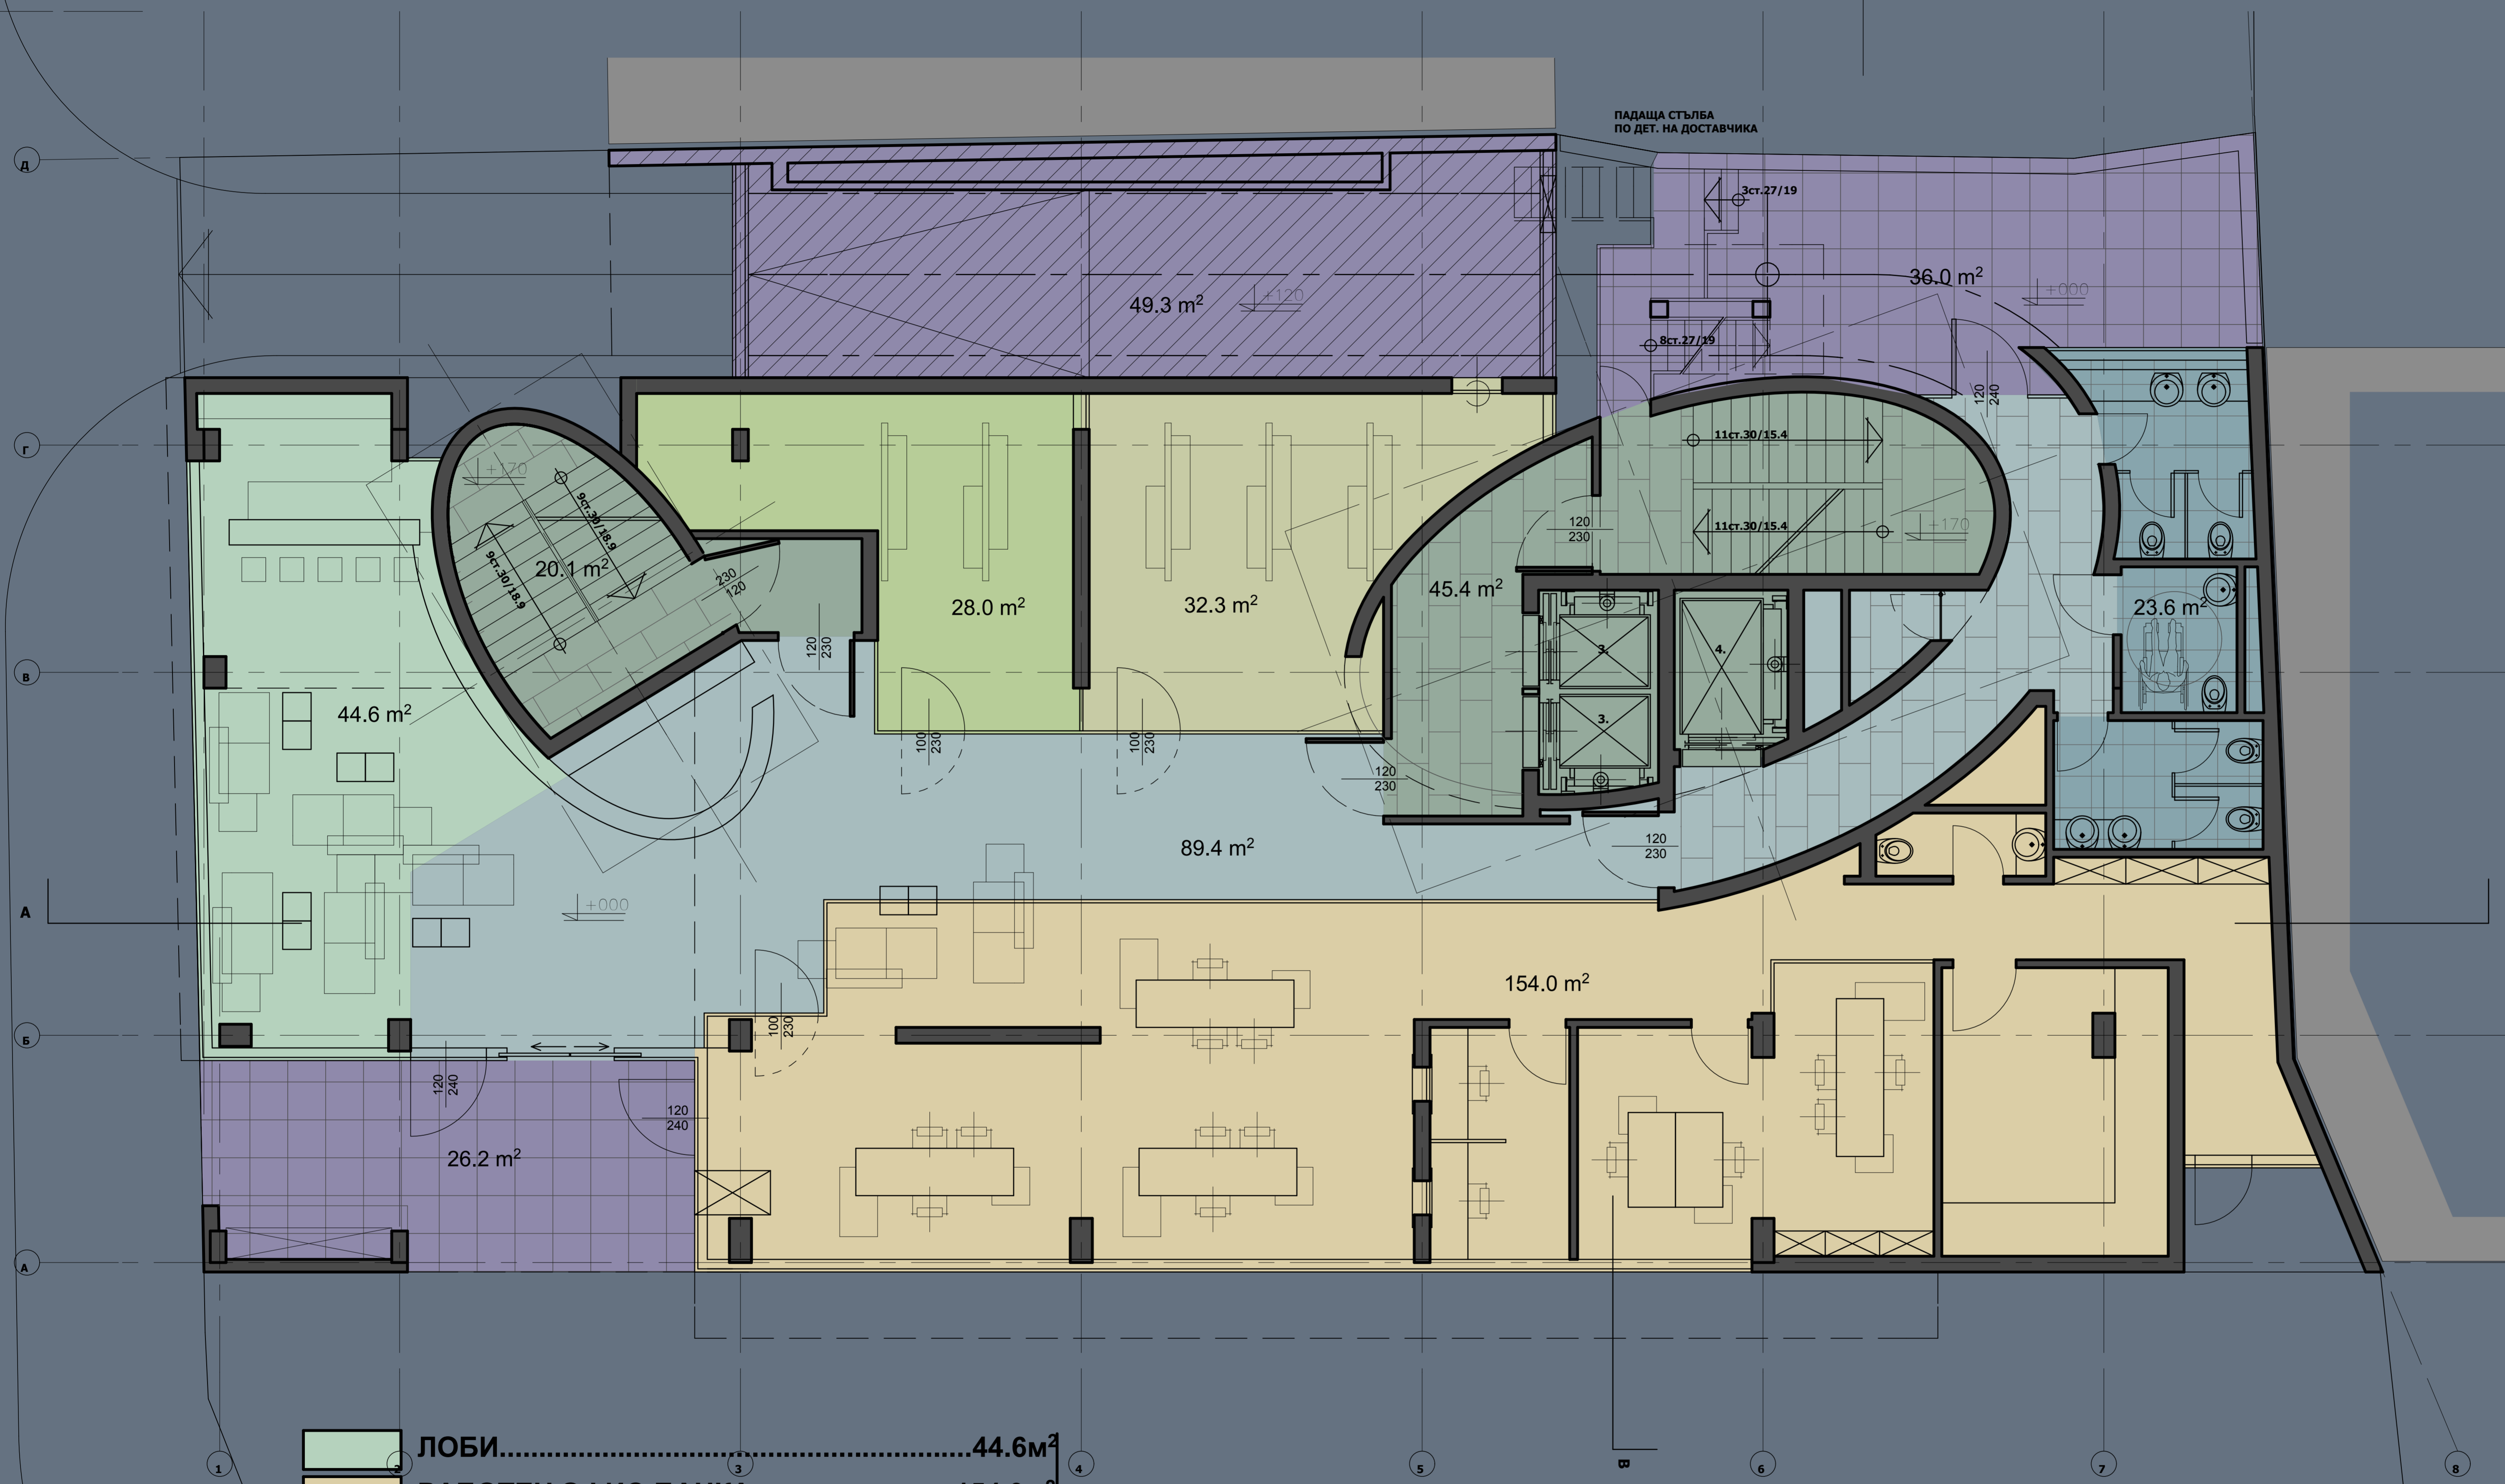 ПАДАЩА СТЪЛБА
ПО ДЕТ. НА ДОСТАВЧИКА
Д
3ст.27/19
36.0 m²
+000
49.3 m²
+120
8ст.27/19
120
240
Г
11ст.30/15.4
+170
9ст.30/18.9
9ст.30/18.9
20.1 m²
230
120
120
230
11ст.30/15.4
+170
28.0 m²
32.3 m²
45.4 m²
23.6 m²
120
230
3.
4.
3.
В
44.6 m²
100
230
100
230
120
230
89.4 m²
120
230
А
+000
154.0 m²
100
230
Б
120
240
120
240
26.2 m²
А
ЛОБИ............................................................44.6м²
1
2
3
4
5
В
6
7
8